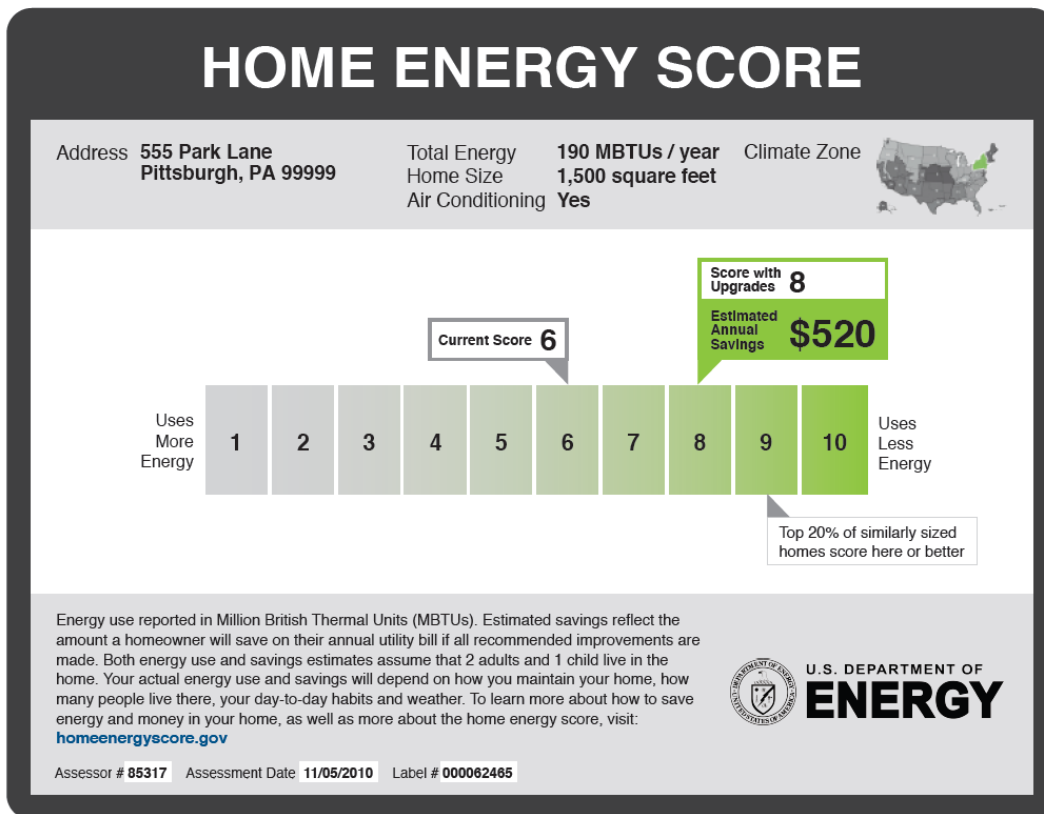 HOME ENERGY SCORE
Address 555 Park Lane
Pittsburgh, PA 99999
Total Energy 190 MBTUs / year
Home Size 1,500 square feet
Air Conditioning Yes
Climate Zone
Score with
Upgrades 8
Estimated
Annual
Savings $520
Current Score 6
Uses
More
Energy
1 2 3 4 5 6 7 8 9 10
Uses
Less
Energy
Top 20% of similarly sized
homes score here or better
Energy use reported in Million British Thermal Units (MBTUs). Estimated savings reflect the
amount a homeowner will save on their annual utility bill if all recommended improvements are
made. Both energy use and savings estimates assume that 2 adults and 1 child live in the
home. Your actual energy use and savings will depend on how you maintain your home, how
many people live there, your day-to-day habits and weather. To learn more about how to save
energy and money in your home, as well as more about the home energy score, visit:
homeenergyscore.gov
DEPARTMENT OF ENERGY
UNITED STATES OF AMERICA
U.S. DEPARTMENT OF
ENERGY
Assessor # 85317 Assessment Date 11/05/2010 Label # 000062465